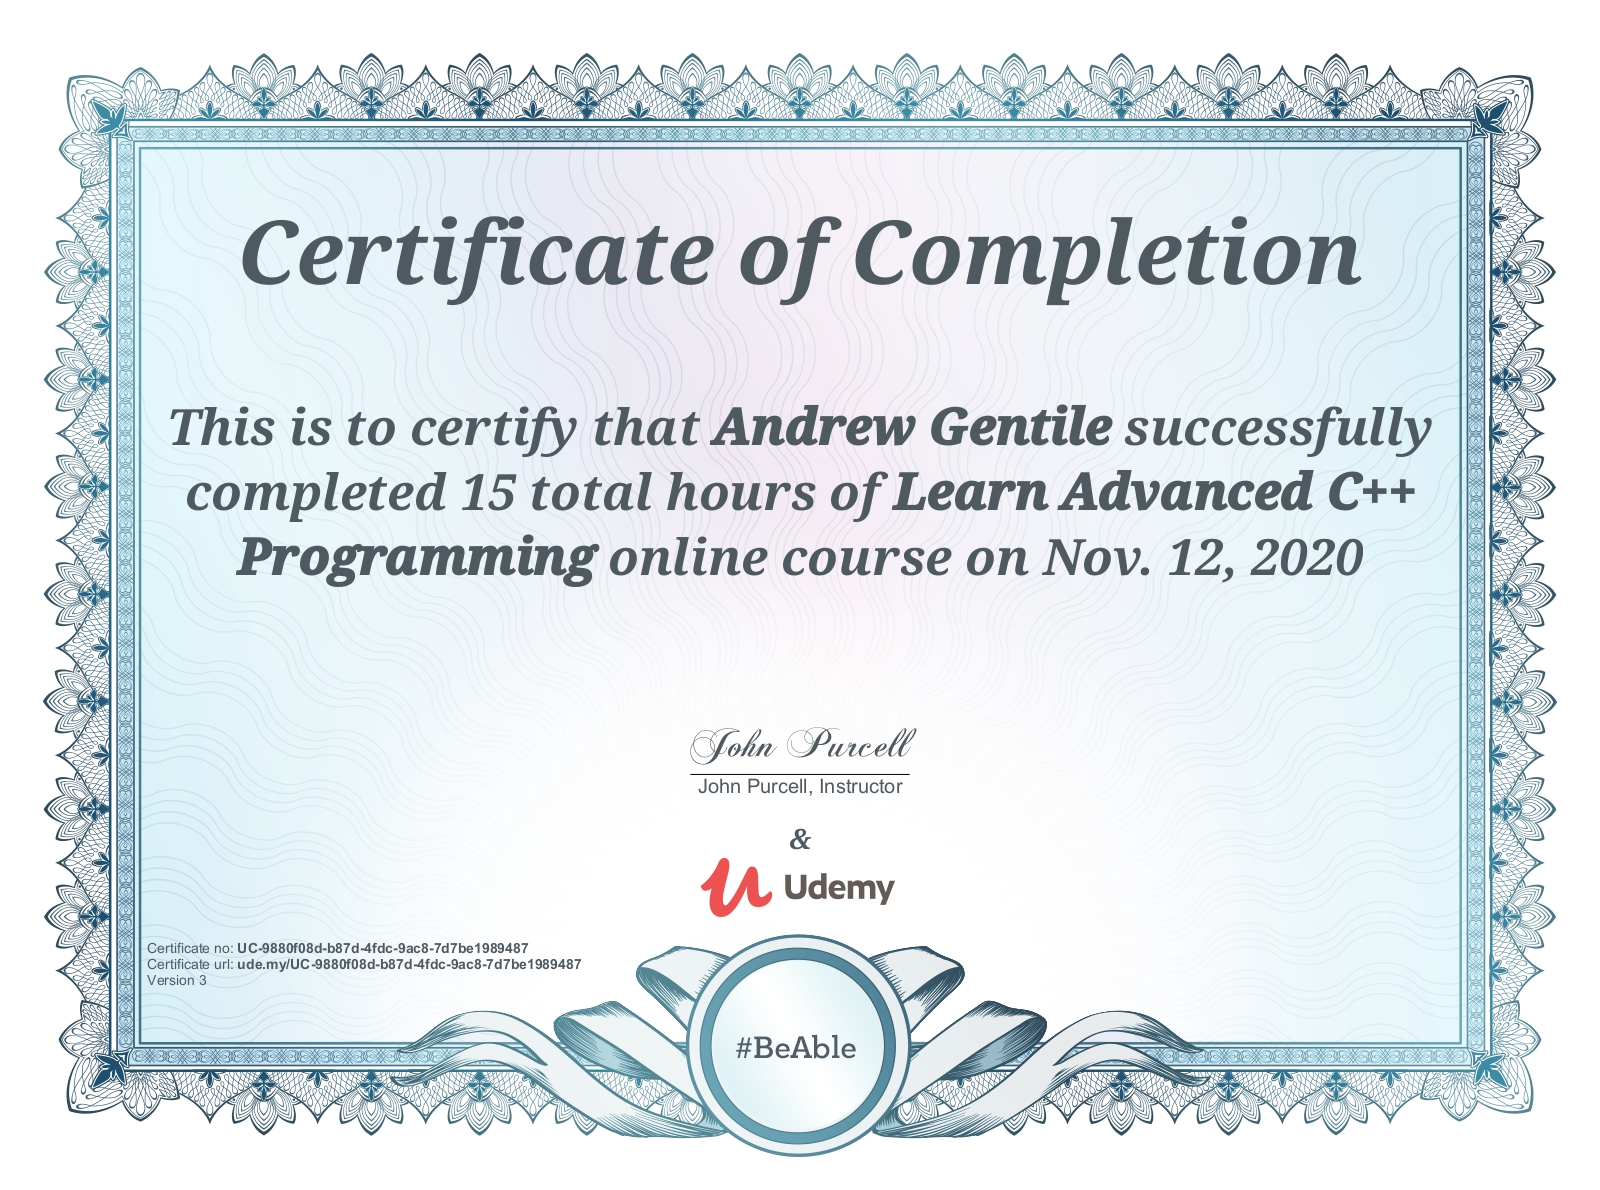 Certificate of Completion
This is to certify that Andrew Gentile successfully
completed 15 total hours of Learn Advanced C++
Programming online course on Nov. 12, 2020
John Purcell
John Purcell, Instructor
&
Udemy
Certificate no: UC-9880f08d-b87d-4fdc-9ac8-7d7be1989487
Certificate url: ude.my/UC-9880f08d-b87d-4fdc-9ac8-7d7be1989487
Version 3
#BeAble